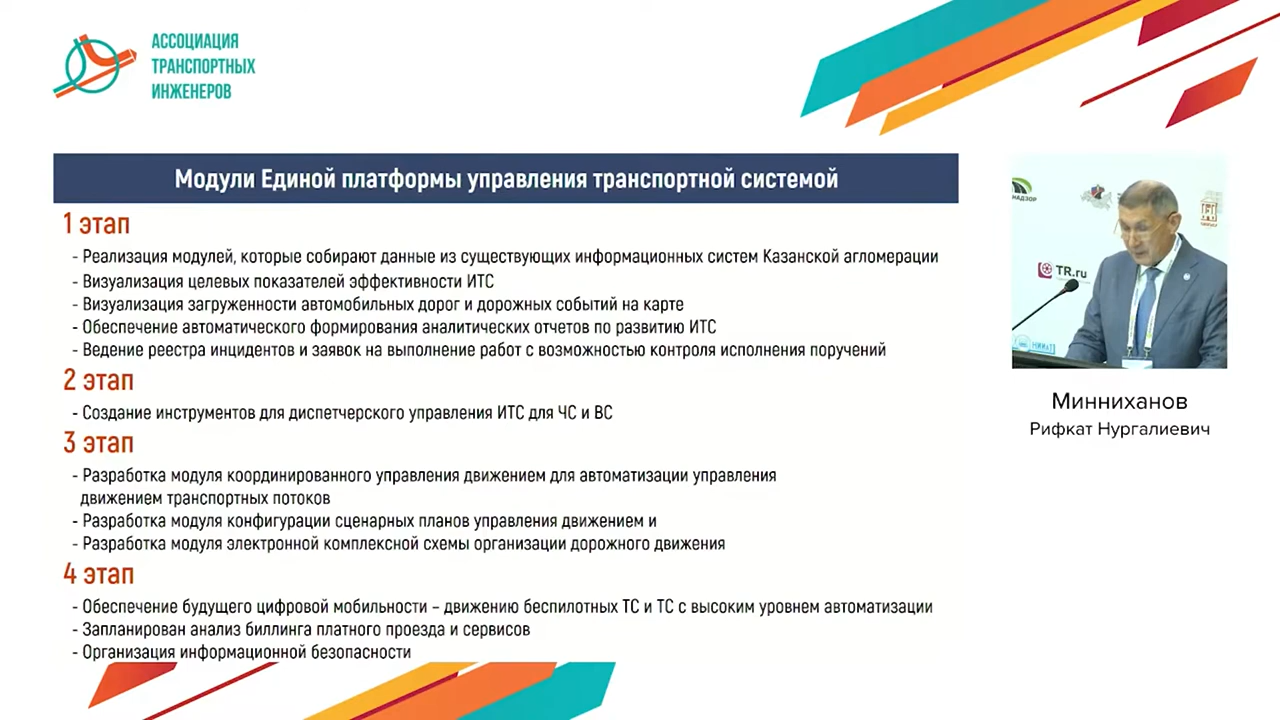 АССОЦИАЦИЯ
ТРАНСПОРТНЫХ
ИНЖЕНЕРОВ
Модули Единой платформы управления транспортной системой
1 этап
- Реализация модулей, которые собирают данные из существующих информационных систем Казанской агломерации
- Визуализация целевых показателей эффективности ИТС
- Визуализация загруженности автомобильных дорог и дорожных событий на карте
- Обеспечение автоматического формирования аналитических отчетов по развитию ИТС
- Ведение реестра инцидентов и заявок на выполнение работ с возможностью контроля исполнения поручений
2 этап
- Создание инструментов для диспетчерского управления ИТС для ЧС и ВС
3 этап
- Разработка модуля координированного управления движением для автоматизации управления
движением транспортных потоков
- Разработка модуля конфигурации сценарных планов управления движением и
- Разработка модуля электронной комплексной схемы организации дорожного движения
4 этап
- Обеспечение будущего цифровой мобильности – движению беспилотных ТС и ТС с высоким уровнем автоматизации
- Запланирован анализ биллинга платного проезда и сервисов
- Организация информационной безопасности
НАДЗОР
TR.ru
Минниханов
Рифкат Нургалиевич